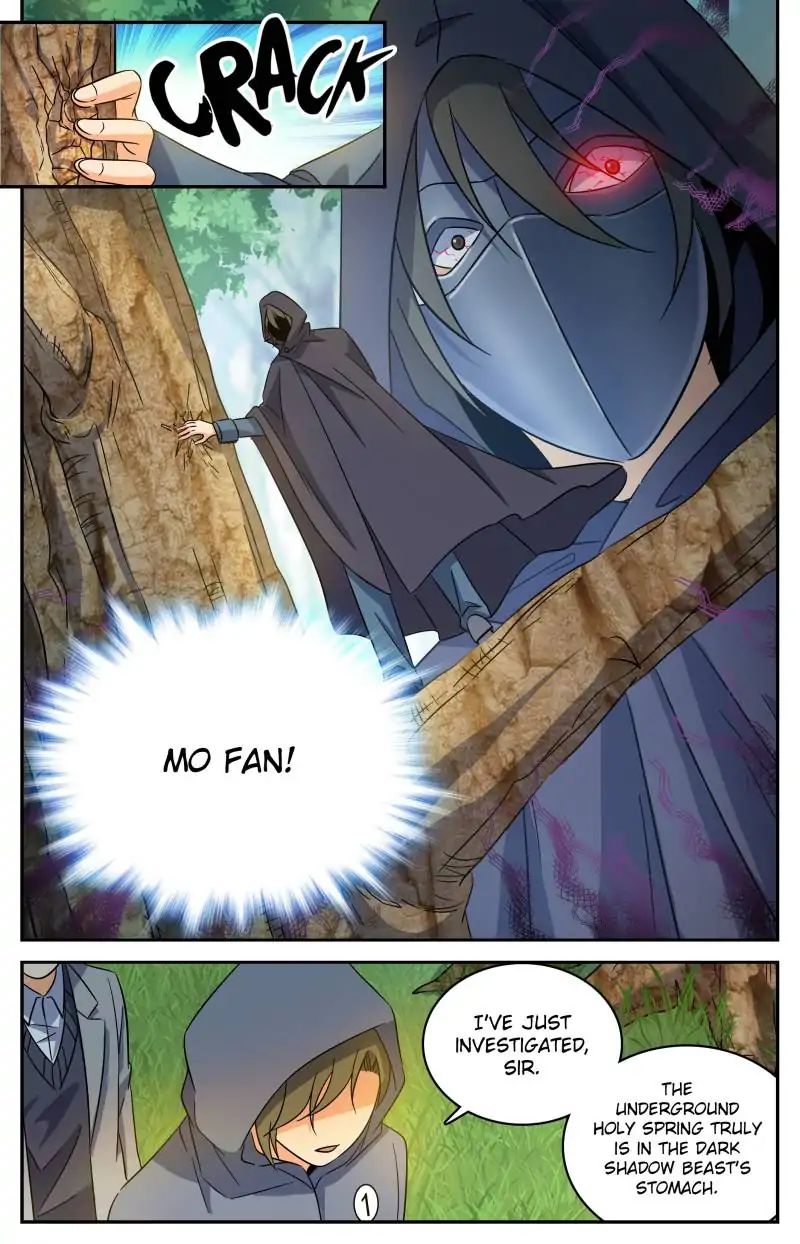 CRACK
MO FAN!
I'VE JUST
INVESTIGATED,
SIR.
THE
UNDERGROUND
HOLY SPRING TRULY
IS IN THE DARK
SHADOW BEAST'S
STOMACH.
1